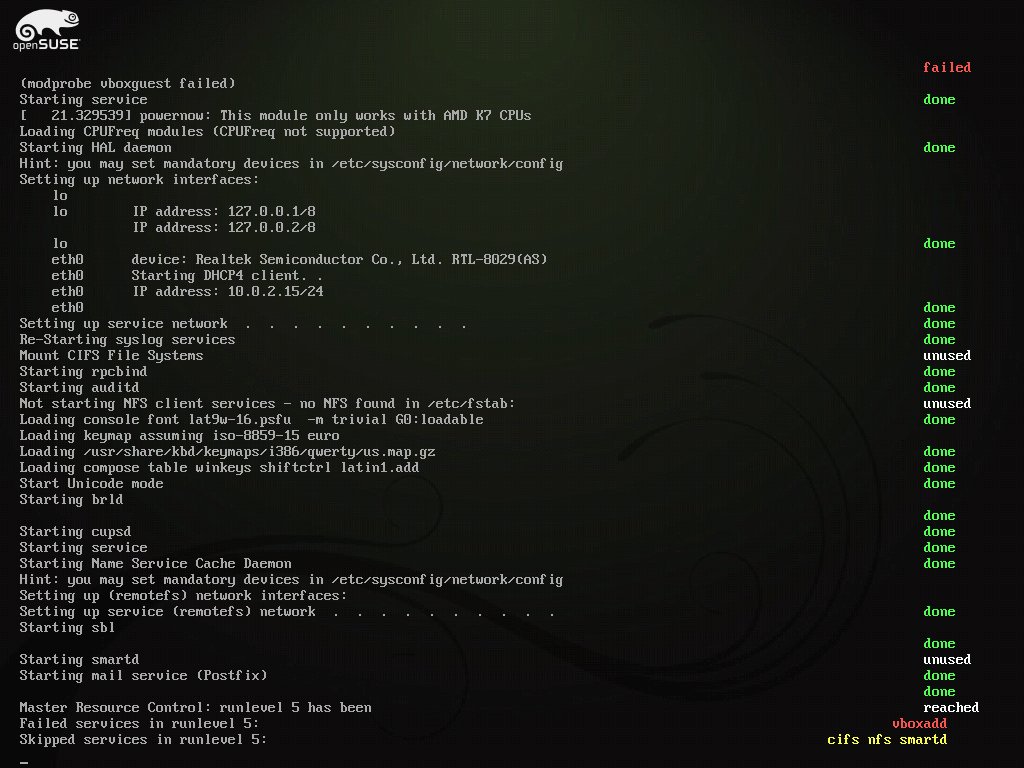 openSUSE
failed
(modprobe vboxguest failed)
Starting service done
[   21.329539] powernow: This module only works with AMD K7 CPUs
Loading CPUFreq modules (CPUFreq not supported)
Starting HAL daemon done
Hint: you may set mandatory devices in /etc/sysconfig/network/config
Setting up network interfaces:
lo
lo IP address: 127.0.0.1/8
IP address: 127.0.0.2/8
lo done
eth0 device: Realtek Semiconductor Co., Ltd. RTL-8029(AS)
eth0 Starting DHCP4 client. .
eth0 IP address: 10.0.2.15/24
eth0 done
Setting up service network . . . . . . . . . . done
Re-Starting syslog services done
Mount CIFS File Systems unused
Starting rpcbind done
Starting auditd done
Not starting NFS client services - no NFS found in /etc/fstab: unused
Loading console font lat9w-16.psfu  -m trivial G0:loadable done
Loading keymap assuming iso-8859-15 euro
Loading /usr/share/kbd/keymaps/i386/qwerty/us.map.gz done
Loading compose table winkeys shiftctrl latin1.add done
Start Unicode mode done
Starting brld
done
Starting cupsd done
Starting service done
Starting Name Service Cache Daemon done
Hint: you may set mandatory devices in /etc/sysconfig/network/config
Setting up (remotefs) network interfaces:
Setting up service (remotefs) network . . . . . . . . . . done
Starting sbl
done
Starting smartd unused
Starting mail service (Postfix) done
done
Master Resource Control: runlevel 5 has been reached
Failed services in runlevel 5: vboxadd
Skipped services in runlevel 5: cifs nfs smartd
_